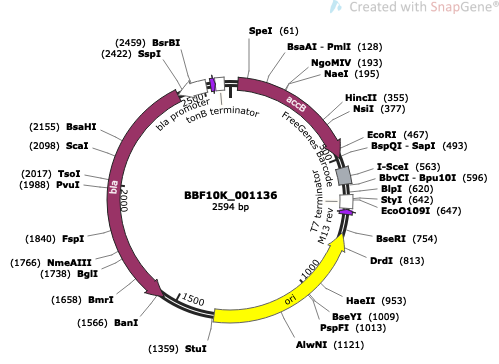 Created with SnapGene®
SpeI (61)
BsaAI - PmlI (128)
NgoMIV (193)
NaeI (195)
HincII (355)
NsiI (377)
EcoRI (467)
BspQI - SapI (493)
I-SceI (563)
BbvCI - Bpu10I (596)
BlpI (620)
StyI (642)
EcoO109I (647)
BseRI (754)
DrdI (813)
HaeII (953)
BseYI (1009)
PspFI (1013)
AlwNI (1121)
(1359) StuI
(1566) BanI
(1658) BmrI
(1738) BglI
(1766) NmeAIII
(1840) FspI
(1988) PvuI
(2017) TsoI
(2098) ScaI
(2155) BsaHI
(2422) SspI
(2459) BsrBI
bla promoter
tonB terminator
accB
FreeGenes Barcode
T7 terminator
M13 rev
ori
bla
500
1000
1500
2000
2500
BBF10K_001136
2594 bp